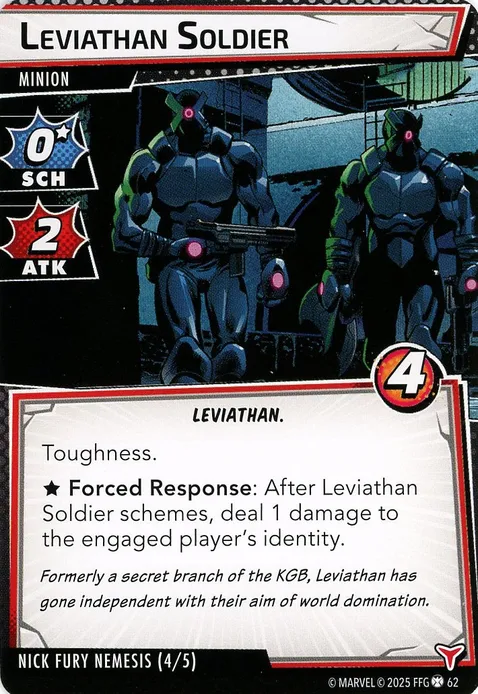 LEVIATHAN SOLDIER
MINION
0★
SCH
2
ATK
4
LEVIATHAN.
Toughness.
★ Forced Response: After Leviathan
Soldier schemes, deal 1 damage to
the engaged player's identity.
Formerly a secret branch of the KGB, Leviathan has
gone independent with their aim of world domination.
NICK FURY NEMESIS (4/5)
© MARVEL © 2025 FFG 62